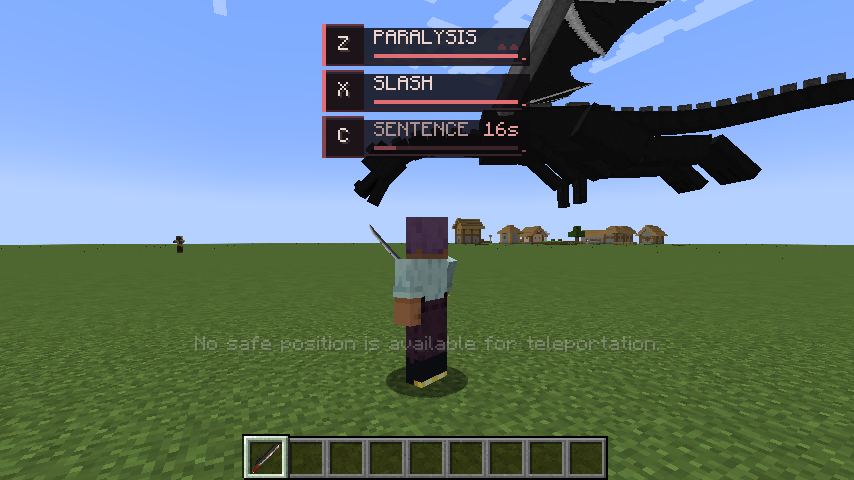 Z PARALYSIS
X SLASH
C SENTENCE 16s
No safe position is available for teleportation.